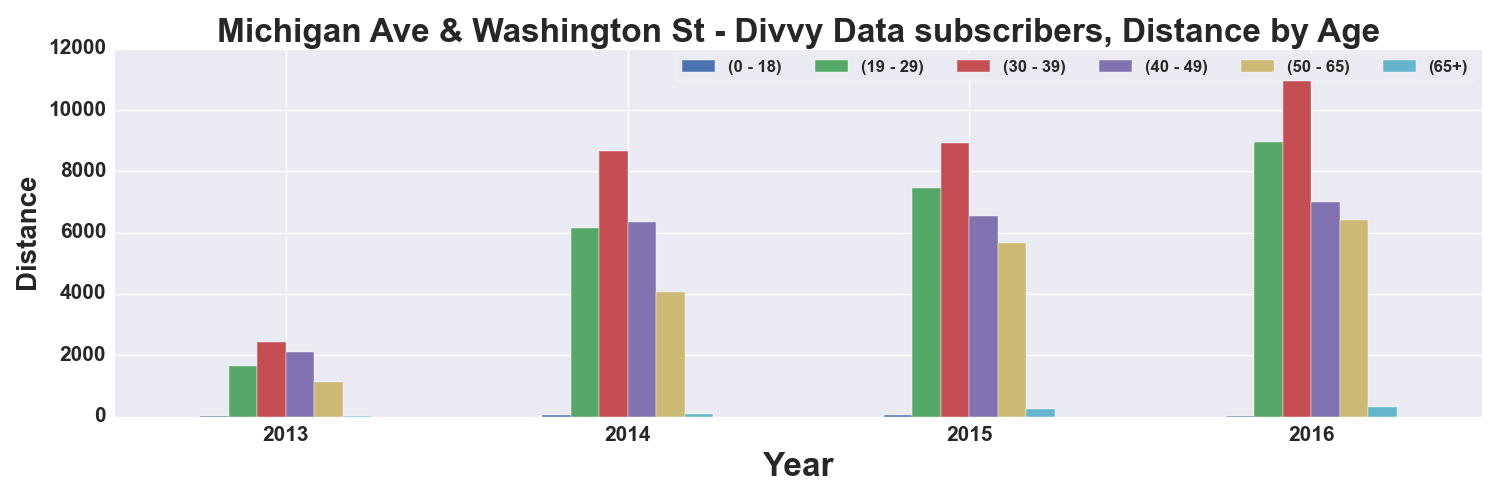 Michigan Ave & Washington St - Divvy Data subscribers, Distance by Age
12000
(0 - 18) (19 - 29) (30 - 39) (40 - 49) (50 - 65) (65+)
10000
8000
6000
4000
2000
0
Distance
2013 2014 2015 2016
Year